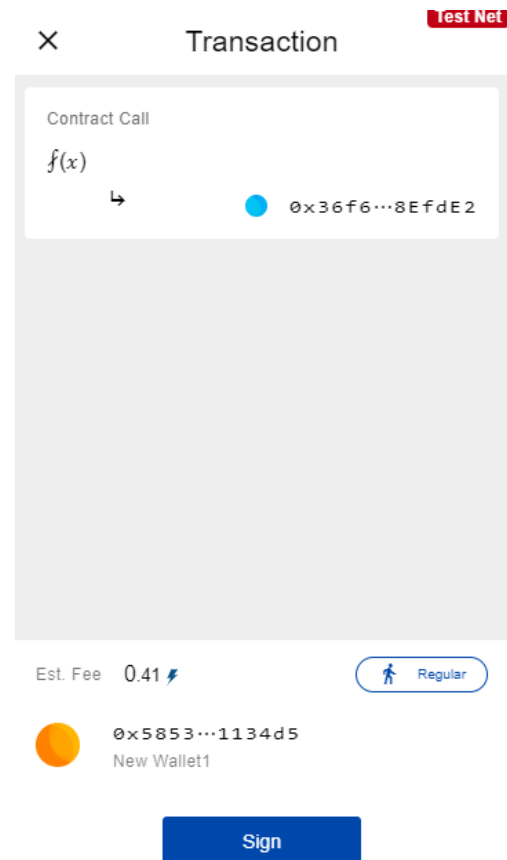 Test Net
Transaction
Contract Call
f(x)
0x36f6···8EfdE2
Est. Fee 0.41
Regular
0x5853···1134d5
New Wallet1
Sign